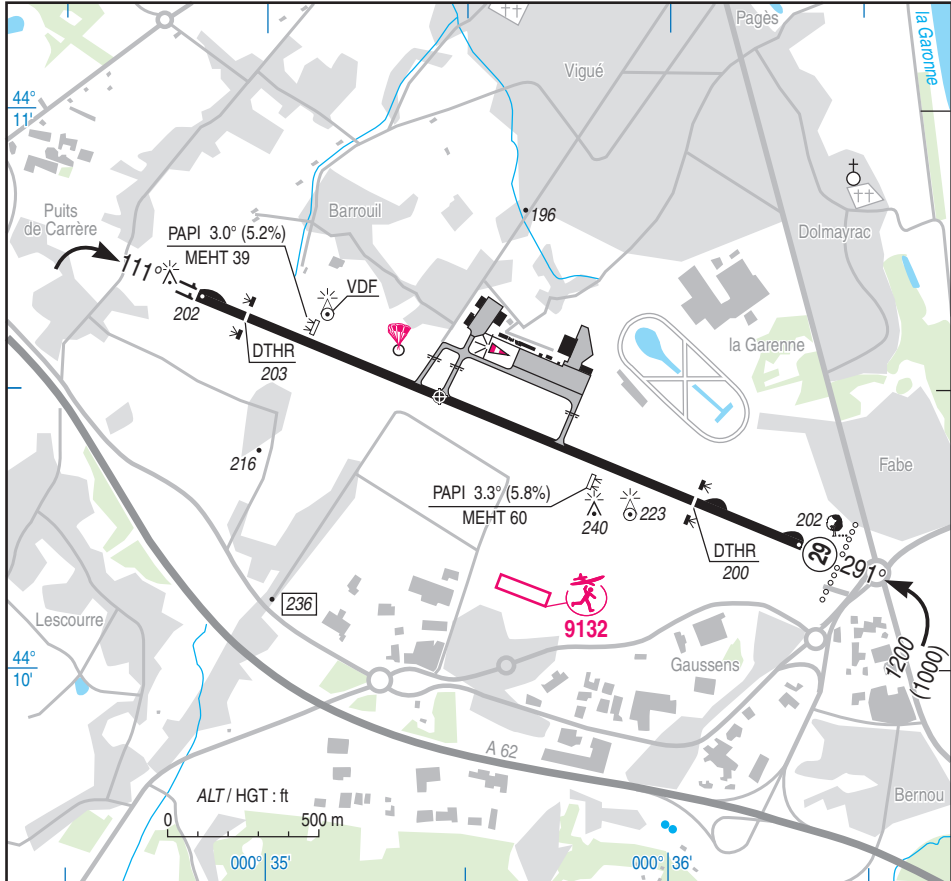 Pagès
la Garonne
Vigué
44°
11'
196
Dolmayrac
Puits
de Carrère
Barrouil
PAPI 3.0° (5.2%)
MEHT 39
VDF
111°
202
DTHR
203
la Garenne
216
Fabe
PAPI 3.3° (5.8%)
MEHT 60
240
223
202
29
291°
DTHR
200
236
9132
Lescourre
44°
10'
Gaussens
1200
(1000)
A 62
ALT / HGT : ft
0
500 m
Bernou
000° 35'
000° 36'